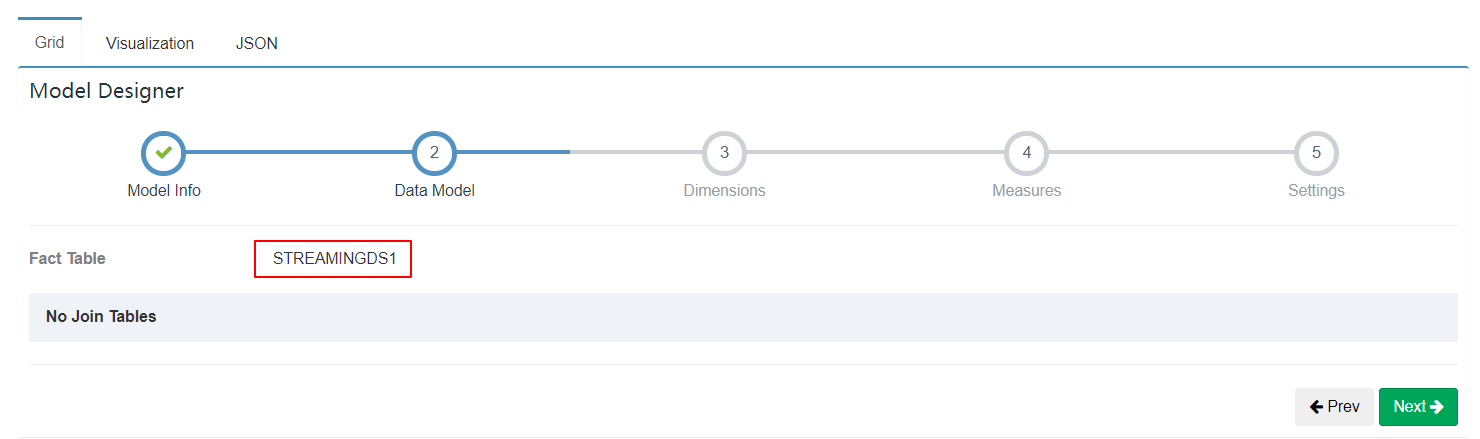 Grid Visualization JSON
Model Designer
2 3 4 5
Model Info Data Model Dimensions Measures Settings
Fact Table STREAMINGDS1
No Join Tables
Prev Next